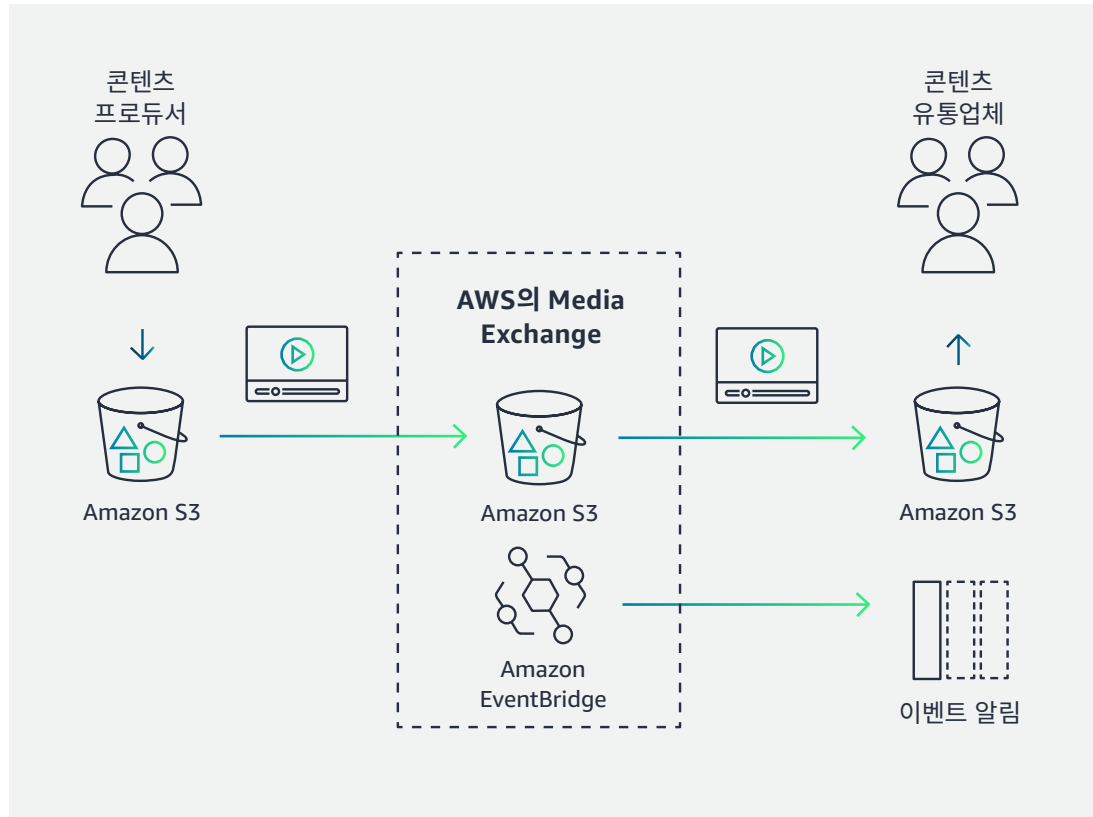 콘텐츠
프로듀서
콘텐츠
유통업체
AWS의 Media
Exchange
Amazon S3
Amazon S3
Amazon S3
Amazon
EventBridge
이벤트 알림